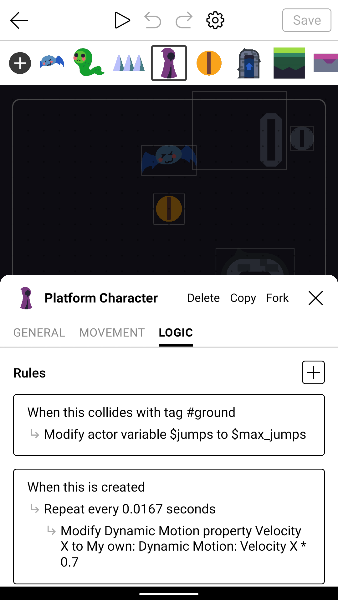 Save
Platform Character
Delete
Copy
Fork
GENERAL
MOVEMENT
LOGIC
Rules
When this collides with tag #ground
Modify actor variable $jumps to $max_jumps
When this is created
Repeat every 0.0167 seconds
Modify Dynamic Motion property Velocity
X to My own: Dynamic Motion: Velocity X *
0.7